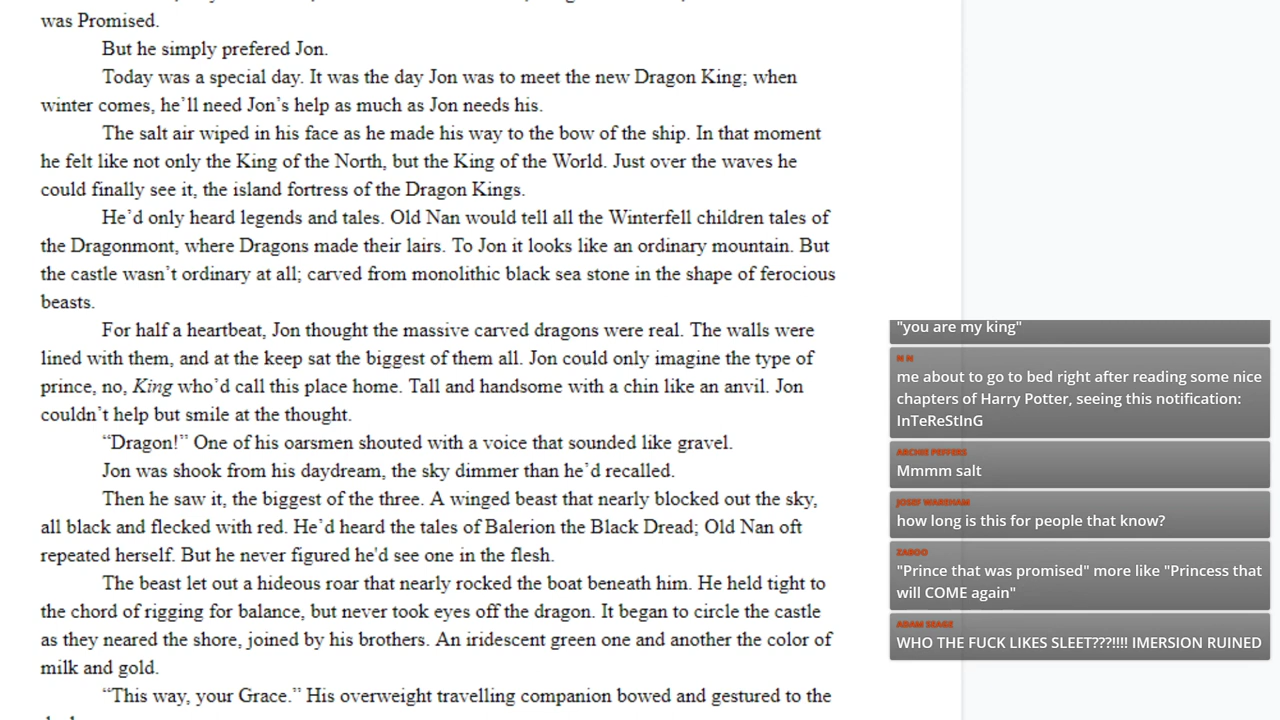 was Promised.
But he simply prefered Jon.
Today was a special day. It was the day Jon was to meet the new Dragon King; when
winter comes, he’ll need Jon’s help as much as Jon needs his.
The salt air wiped in his face as he made his way to the bow of the ship. In that moment
he felt like not only the King of the North, but the King of the World. Just over the waves he
could finally see it, the island fortress of the Dragon Kings.
He’d only heard legends and tales. Old Nan would tell all the Winterfell children tales of
the Dragonmont, where Dragons made their lairs. To Jon it looks like an ordinary mountain. But
the castle wasn’t ordinary at all; carved from monolithic black sea stone in the shape of ferocious
beasts.
For half a heartbeat, Jon thought the massive carved dragons were real. The walls were
lined with them, and at the keep sat the biggest of them all. Jon could only imagine the type of
prince, no, King who’d call this place home. Tall and handsome with a chin like an anvil. Jon
couldn’t help but smile at the thought.
“Dragon!” One of his oarsmen shouted with a voice that sounded like gravel.
Jon was shook from his daydream, the sky dimmer than he’d recalled.
Then he saw it, the biggest of the three. A winged beast that nearly blocked out the sky,
all black and flecked with red. He’d heard the tales of Balerion the Black Dread; Old Nan oft
repeated herself. But he never figured he'd see one in the flesh.
The beast let out a hideous roar that nearly rocked the boat beneath him. He held tight to
the chord of rigging for balance, but never took eyes off the dragon. It began to circle the castle
as they neared the shore, joined by his brothers. An iridescent green one and another the color of
milk and gold.
“This way, your Grace.” His overweight travelling companion bowed and gestured to the
"you are my king"
N N
me about to go to bed right after reading some nice
chapters of Harry Potter, seeing this notification:
InTeReStInG
ARCHIE PEFFERS
Mmmm salt
JOSEF WAREHAM
how long is this for people that know?
ZABOO
"Prince that was promised" more like "Princess that
will COME again"
ADAM SEAGE
WHO THE FUCK LIKES SLEET???!!!! IMERSION RUINED